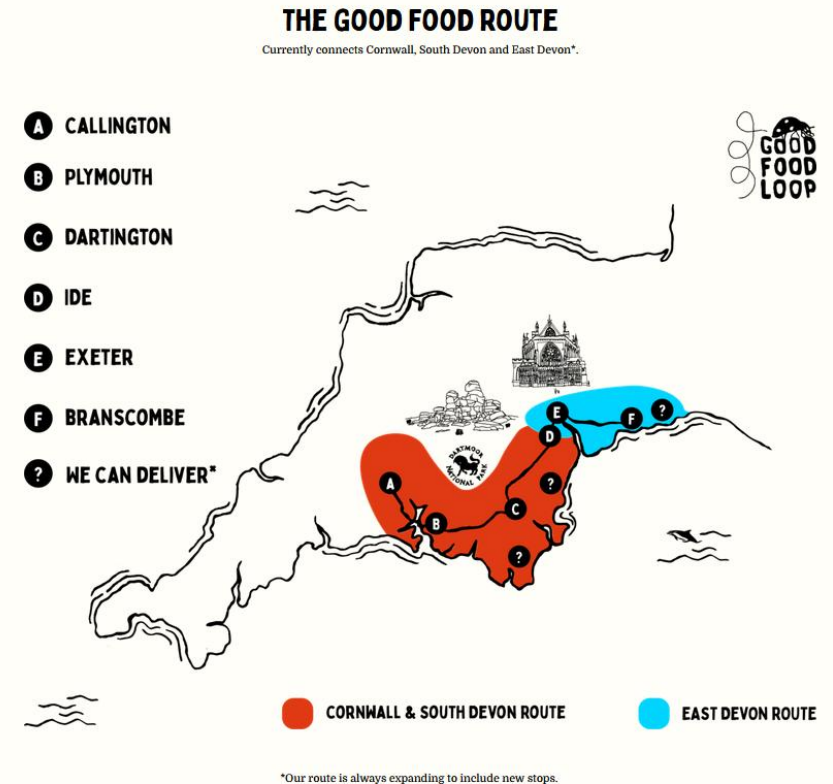 THE GOOD FOOD ROUTE
Currently connects Cornwall, South Devon and East Devon*.
A CALLINGTON
B PLYMOUTH
C DARTINGTON
D IDE
E EXETER
F BRANSCOMBE
? WE CAN DELIVER*
GOOD
FOOD
LOOP
E
F
?
D
DARTMOOR
NATIONAL PARK
A
?
C
B
?
CORNWALL & SOUTH DEVON ROUTE
EAST DEVON ROUTE
*Our route is always expanding to include new stops.